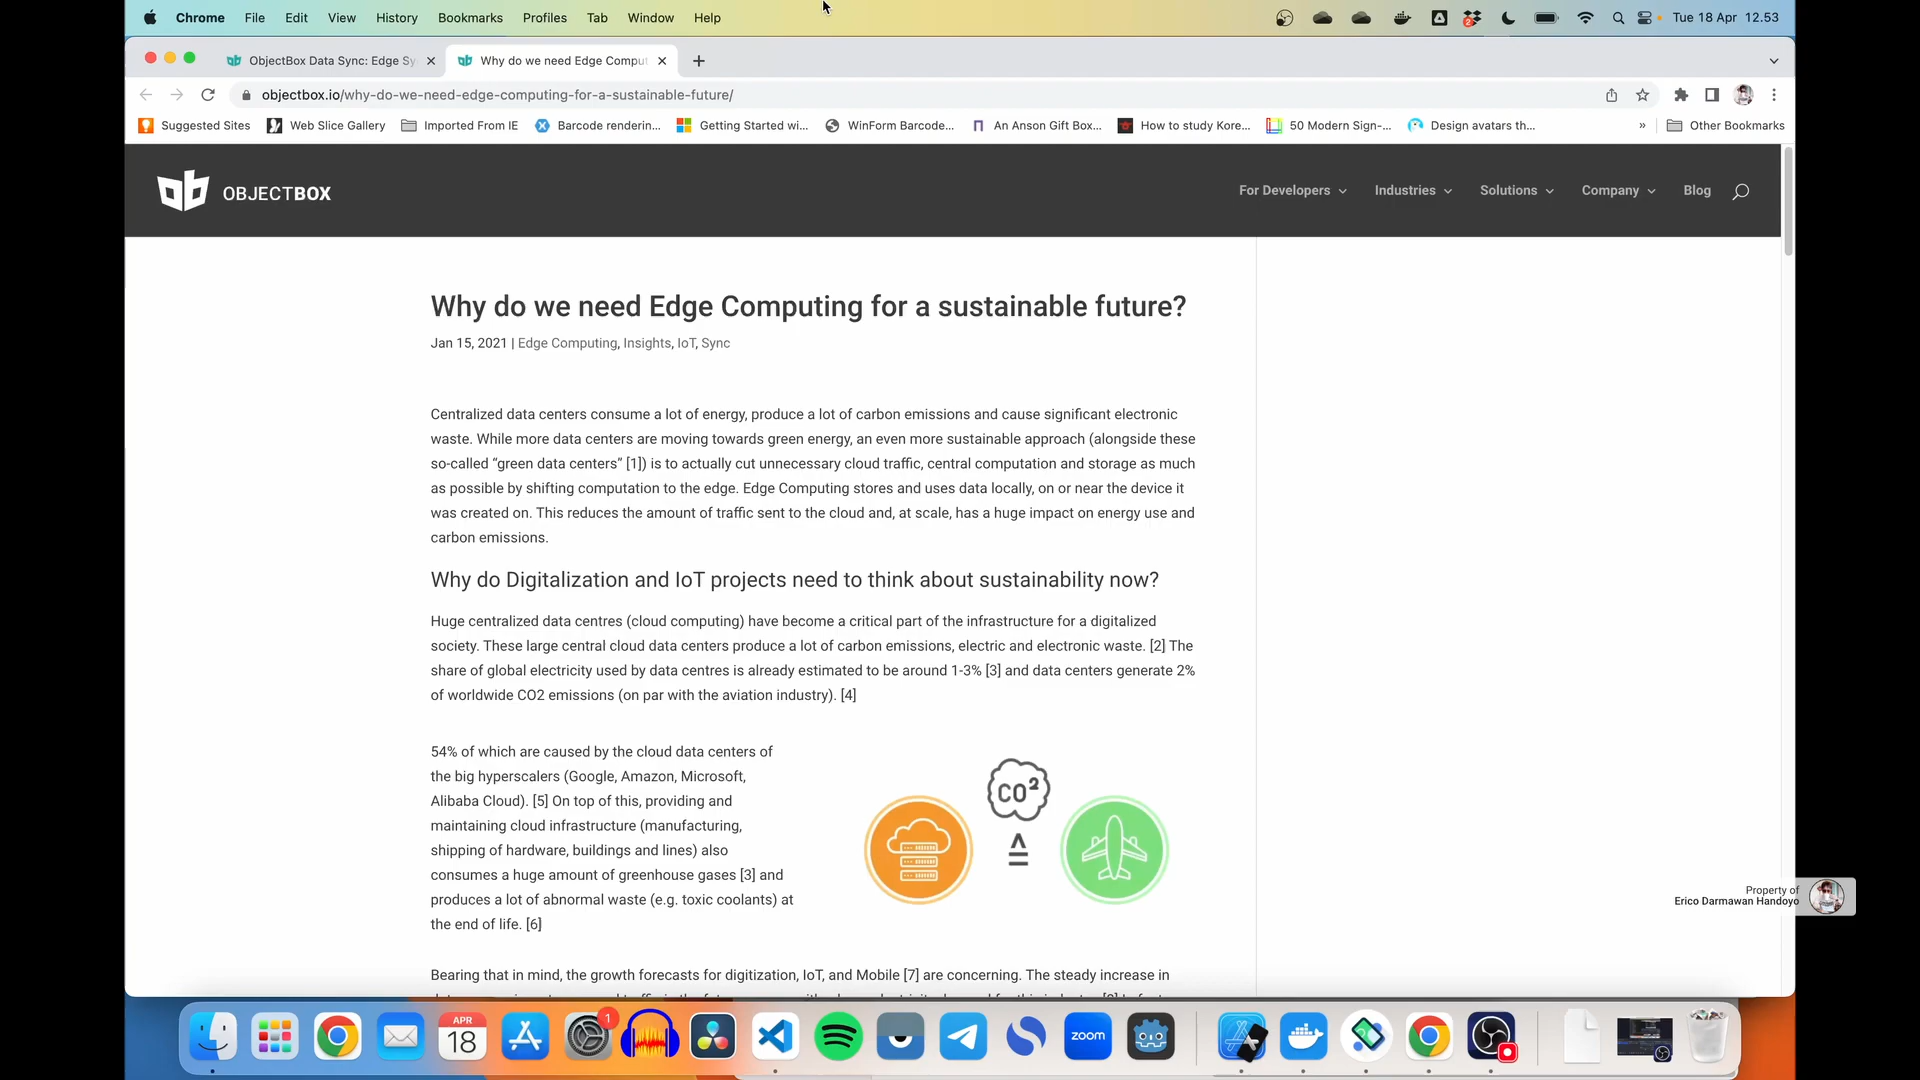 Chrome File Edit View History Bookmarks Profiles Tab Window Help
2
Tue 18 Apr 12.53
ObjectBox Data Sync: Edge Sy
Why do we need Edge Comput
objectbox.io/why-do-we-need-edge-computing-for-a-sustainable-future/
Suggested Sites
Web Slice Gallery
Imported From IE
Barcode renderin...
Getting Started wi...
WinForm Barcode...
An Anson Gift Box...
How to study Kore...
50 Modern Sign-...
Design avatars th...
»
Other Bookmarks
OBJECTBOX
For Developers
Industries
Solutions
Company
Blog
Why do we need Edge Computing for a sustainable future?
Jan 15, 2021 | Edge Computing, Insights, IoT, Sync
Centralized data centers consume a lot of energy, produce a lot of carbon emissions and cause significant electronic
waste. While more data centers are moving towards green energy, an even more sustainable approach (alongside these
so-called “green data centers” [1]) is to actually cut unnecessary cloud traffic, central computation and storage as much
as possible by shifting computation to the edge. Edge Computing stores and uses data locally, on or near the device it
was created on. This reduces the amount of traffic sent to the cloud and, at scale, has a huge impact on energy use and
carbon emissions.
Why do Digitalization and IoT projects need to think about sustainability now?
Huge centralized data centres (cloud computing) have become a critical part of the infrastructure for a digitalized
society. These large central cloud data centers produce a lot of carbon emissions, electric and electronic waste. [2] The
share of global electricity used by data centres is already estimated to be around 1-3% [3] and data centers generate 2%
of worldwide CO2 emissions (on par with the aviation industry). [4]
54% of which are caused by the cloud data centers of
the big hyperscalers (Google, Amazon, Microsoft,
Alibaba Cloud). [5] On top of this, providing and
maintaining cloud infrastructure (manufacturing,
shipping of hardware, buildings and lines) also
consumes a huge amount of greenhouse gases [3] and
produces a lot of abnormal waste (e.g. toxic coolants) at
the end of life. [6]
CO²
Property of
Erico Darmawan Handoyo
Bearing that in mind, the growth forecasts for digitization, IoT, and Mobile [7] are concerning. The steady increase in
APR
18
1
zoom